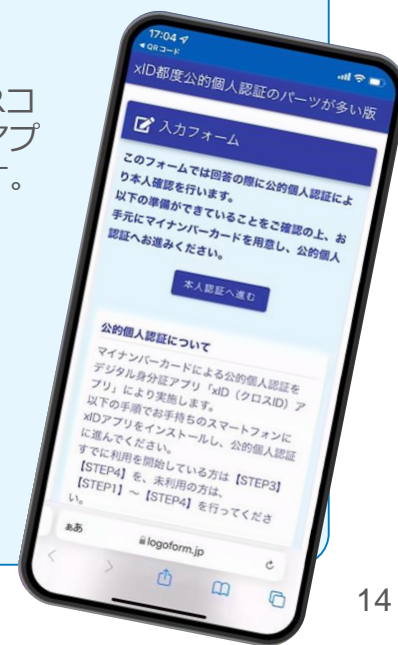 Rコ
アプ
す。
17:04
QRコード
xID都度公的個人認証のパーツが多い版
入力フォーム
このフォームでは回答の際に公的個人認証によ
り本人確認を行います。
以下の準備ができていることをご確認の上、お
手元にマイナンバーカードを用意し、公的個人
認証へお進みください。
本人認証へ進む
公的個人認証について
マイナンバーカードによる公的個人認証を
デジタル身分証アプリ「xID（クロスID）ア
プリ」により実施します。
以下の手順でお手持ちのスマートフォンに
xIDアプリをインストールし、公的個人認証
に進んでください。
すでに利用を開始している方は【STEP3】
【STEP4】を、未利用の方は、
【STEP1】～【STEP4】を行ってくださ
い。
ぁあ
logoform.jp
14